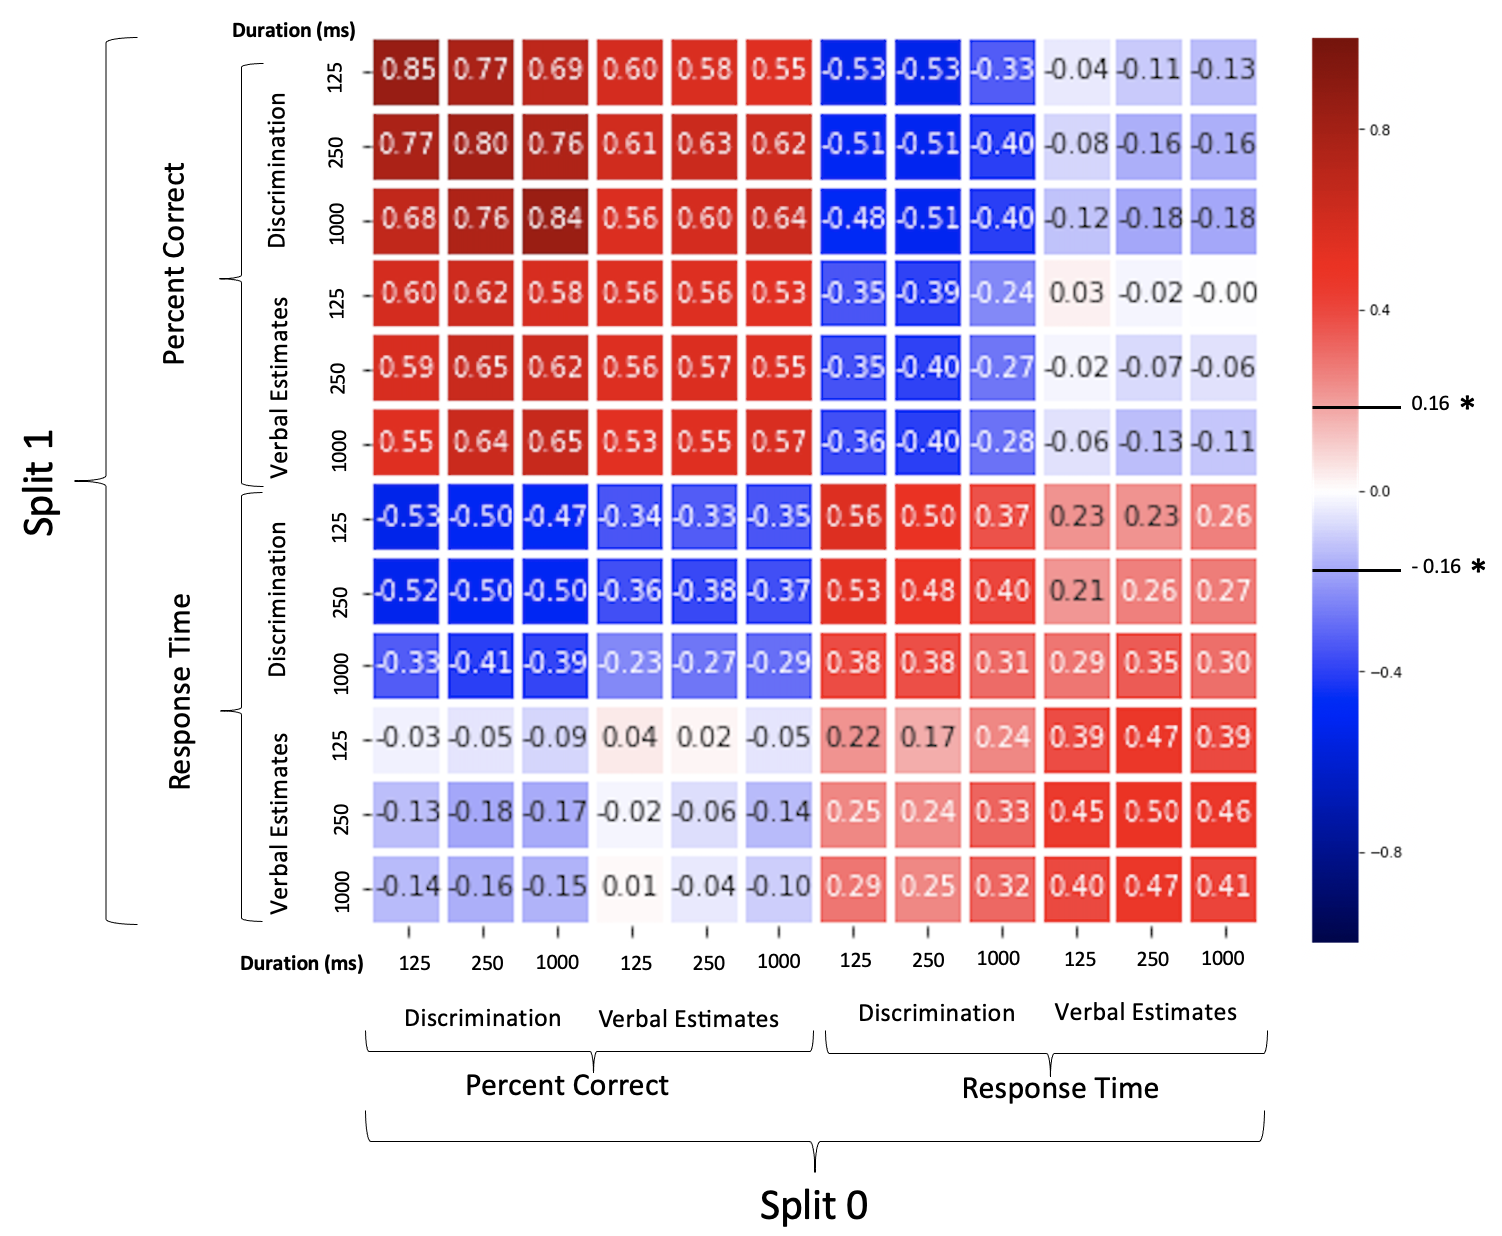 Duration (ms)
Split 1
Percent Correct
Response Time
Discrimination
Verbal Estimates
Discrimination
Verbal Estimates
125 0.85 0.77 0.69 0.60 0.58 0.55 -0.53 -0.53 -0.33 -0.04 -0.11 -0.13
250 0.77 0.80 0.76 0.61 0.63 0.62 -0.51 -0.51 -0.40 -0.08 -0.16 -0.16
1000 0.68 0.76 0.84 0.56 0.60 0.64 -0.48 -0.51 -0.40 -0.12 -0.18 -0.18
125 0.60 0.62 0.58 0.56 0.56 0.53 -0.35 -0.39 -0.24 0.03 -0.02 -0.00
250 0.59 0.65 0.62 0.56 0.57 0.55 -0.35 -0.40 -0.27 -0.02 -0.07 -0.06
1000 0.55 0.64 0.65 0.53 0.55 0.57 -0.36 -0.40 -0.28 -0.06 -0.13 -0.11
125 -0.53 -0.50 -0.47 -0.34 -0.33 -0.35 0.56 0.50 0.37 0.23 0.23 0.26
250 -0.52 -0.50 -0.50 -0.36 -0.38 -0.37 0.53 0.48 0.40 0.21 0.26 0.27
1000 -0.33 -0.41 -0.39 -0.23 -0.27 -0.29 0.38 0.38 0.31 0.29 0.35 0.30
125 -0.03 -0.05 -0.09 0.04 0.02 -0.05 0.22 0.17 0.24 0.39 0.47 0.39
250 -0.13 -0.18 -0.17 -0.02 -0.06 -0.14 0.25 0.24 0.33 0.45 0.50 0.46
1000 -0.14 -0.16 -0.15 0.01 -0.04 -0.10 0.29 0.25 0.32 0.40 0.47 0.41
Duration (ms) 125 250 1000 125 250 1000 125 250 1000 125 250 1000
Discrimination Verbal Estimates Discrimination Verbal Estimates
Percent Correct Response Time
Split 0
0.8
0.4
0.16 *
0.0
- 0.16 *
−0.4
−0.8